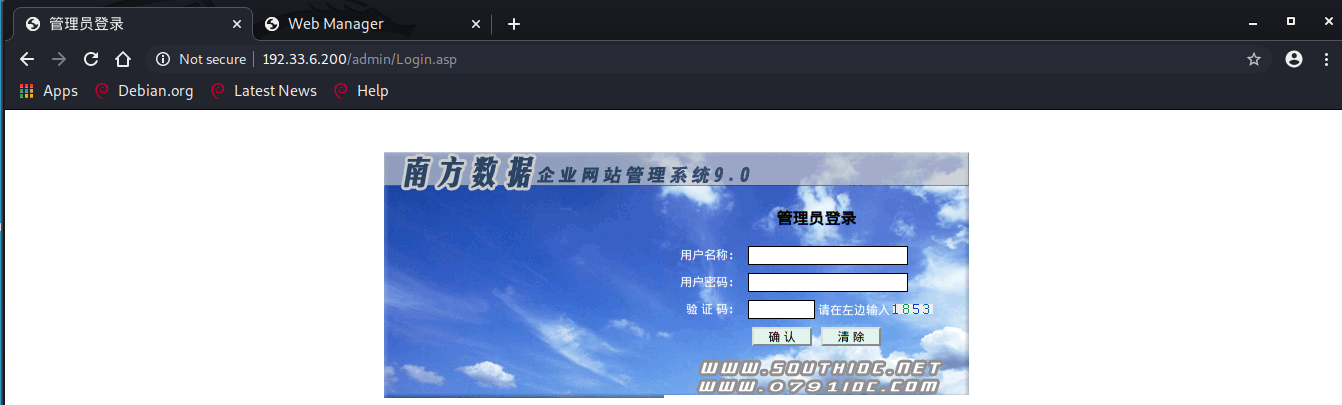 管理员登录
Web Manager
Not secure
192.33.6.200/admin/Login.asp
Apps
Debian.org
Latest News
Help
南方数据企业网站管理系统9.0
管理员登录
用户名称:
用户密码:
验 证 码: 请在左边输入1853
确 认 清 除
WWW.SOUTHIDC.NET
WWW.0791IDC.COM